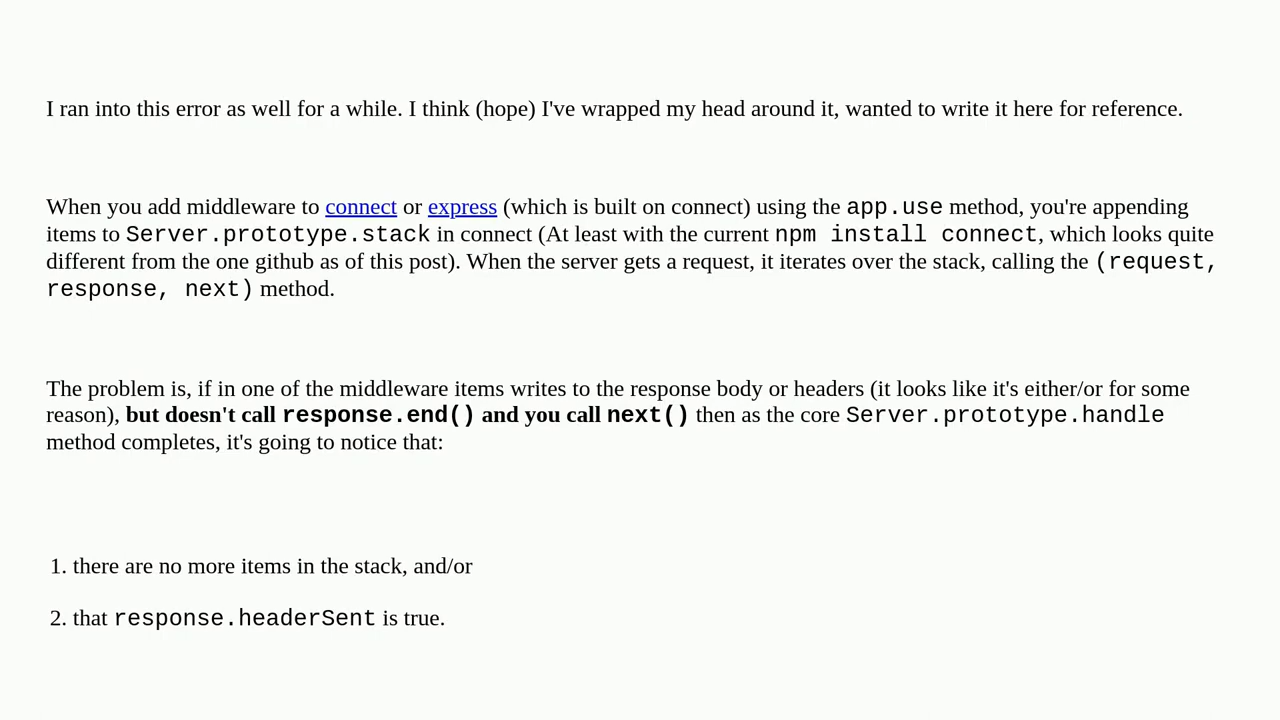 I ran into this error as well for a while. I think (hope) I've wrapped my head around it, wanted to write it here for reference.
When you add middleware to connect or express (which is built on connect) using the app.use method, you're appending
items to Server.prototype.stack in connect (At least with the current npm install connect, which looks quite
different from the one github as of this post). When the server gets a request, it iterates over the stack, calling the (request,
response, next) method.
The problem is, if in one of the middleware items writes to the response body or headers (it looks like it's either/or for some
reason), but doesn't call response.end() and you call next() then as the core Server.prototype.handle
method completes, it's going to notice that:
1. there are no more items in the stack, and/or
2. that response.headerSent is true.